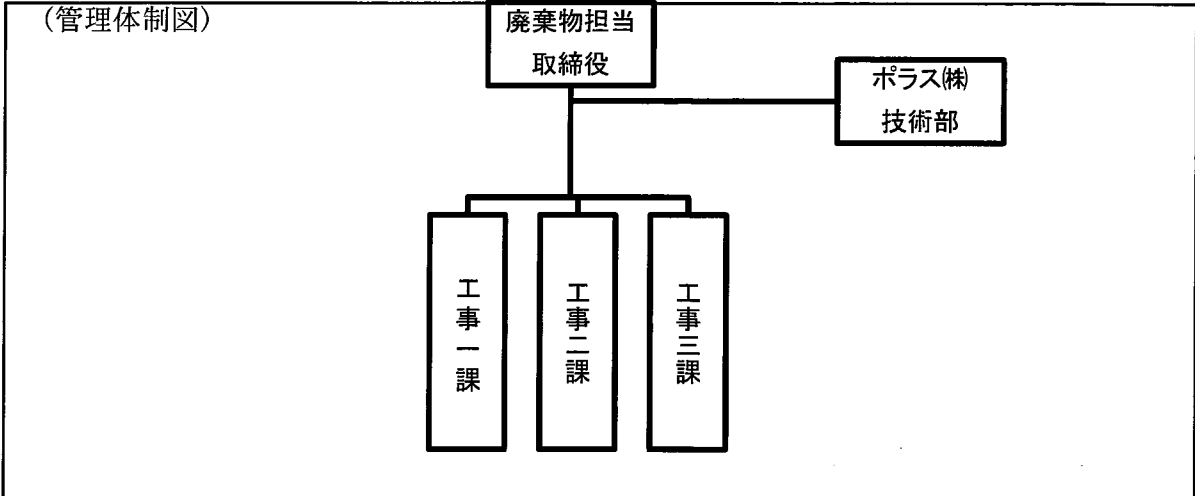 (管理体制図)
廃棄物担当
取締役
ポラス㈱
技術部
工事一課
工事二課
工事三課